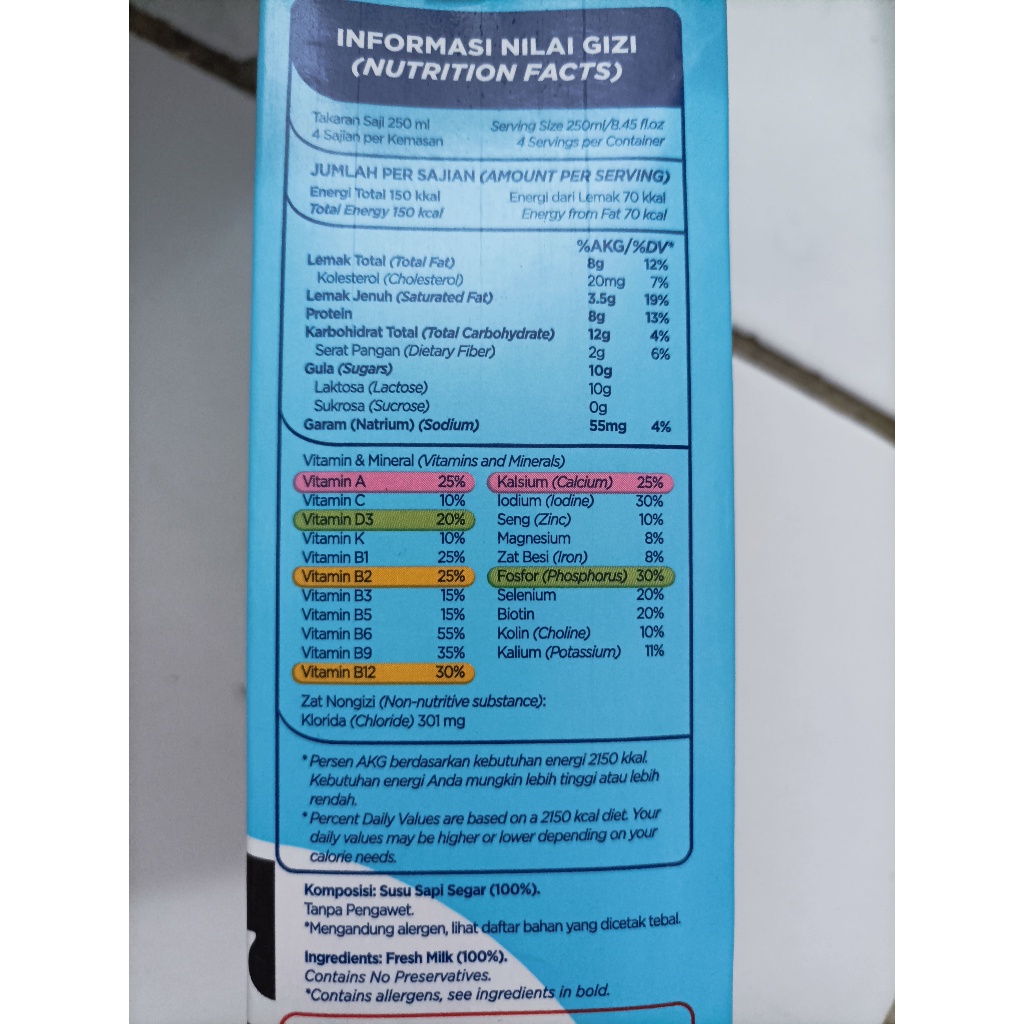 INFORMASI NILAI GIZI
(NUTRITION FACTS)
Takaran Saji 250 ml Serving Size 250ml/8.45 fl.oz
4 Sajian per Kemasan 4 Servings per Container
JUMLAH PER SAJIAN (AMOUNT PER SERVING)
Energi Total 150 kkal Energi dari Lemak 70 kkal
Total Energy 150 kcal Energy from Fat 70 kcal
%AKG/%DV*
Lemak Total (Total Fat) 8g 12%
Kolesterol (Cholesterol) 20mg 7%
Lemak Jenuh (Saturated Fat) 3.5g 19%
Protein 8g 13%
Karbohidrat Total (Total Carbohydrate) 12g 4%
Serat Pangan (Dietary Fiber) 2g 6%
Gula (Sugars) 10g
Laktosa (Lactose) 10g
Sukrosa (Sucrose) 0g
Garam (Natrium) (Sodium) 55mg 4%
Vitamin & Mineral (Vitamins and Minerals)
Vitamin A 25% Kalsium (Calcium) 25%
Vitamin C 10% Iodium (Iodine) 30%
Vitamin D3 20% Seng (Zinc) 10%
Vitamin K 10% Magnesium 8%
Vitamin B1 25% Zat Besi (Iron) 8%
Vitamin B2 25% Fosfor (Phosphorus) 30%
Vitamin B3 15% Selenium 20%
Vitamin B5 15% Biotin 20%
Vitamin B6 55% Kolin (Choline) 10%
Vitamin B9 35% Kalium (Potassium) 11%
Vitamin B12 30%
Zat Nongizi (Non-nutritive substance):
Klorida (Chloride) 301 mg
*Persen AKG berdasarkan kebutuhan energi 2150 kkal.
Kebutuhan energi Anda mungkin lebih tinggi atau lebih
rendah.
*Percent Daily Values are based on a 2150 kcal diet. Your
daily values may be higher or lower depending on your
calorie needs.
Komposisi: Susu Sapi Segar (100%).
Tanpa Pengawet.
*Mengandung alergen, lihat daftar bahan yang dicetak tebal.
Ingredients: Fresh Milk (100%).
Contains No Preservatives.
*Contains allergens, see ingredients in bold.